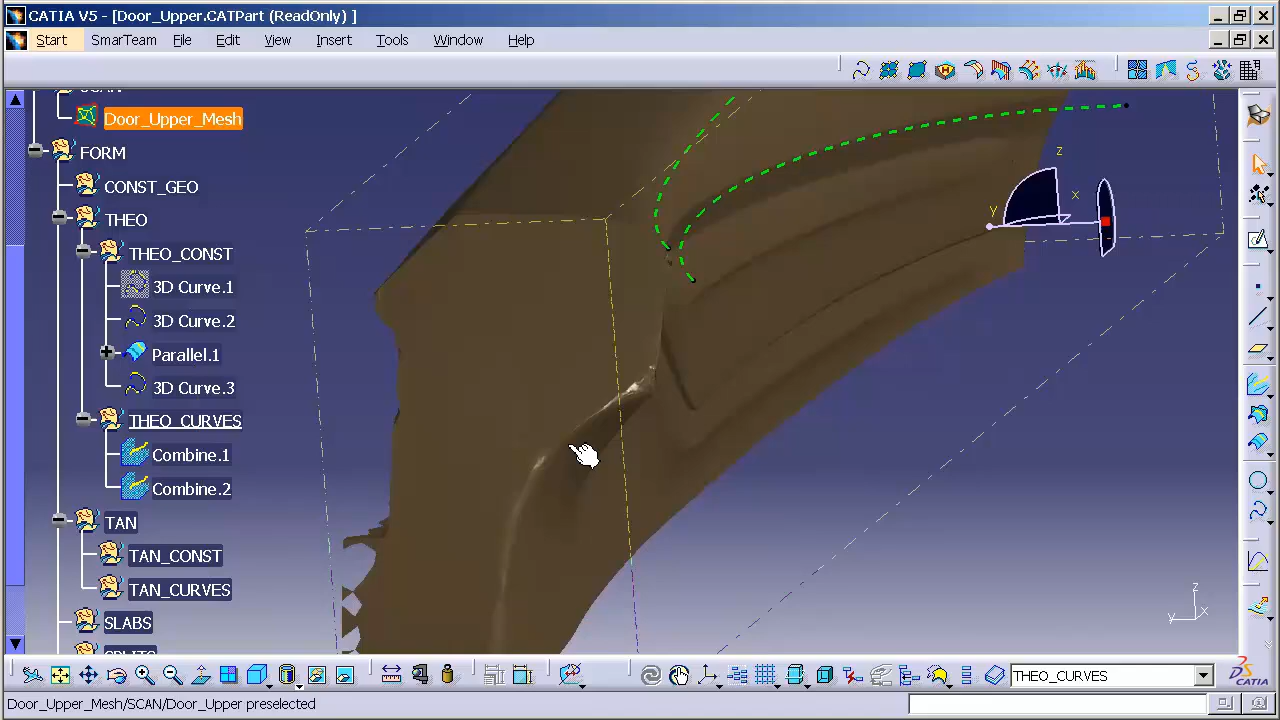 CATIA V5 - [Door_Upper.CATPart (ReadOnly) ]
Start SmarTeam File Edit View Insert Tools Window Help
Door_Upper_Mesh
FORM
CONST_GEO
THEO
THEO_CONST
3D Curve.1
3D Curve.2
Parallel.1
3D Curve.3
THEO_CURVES
Combine.1
Combine.2
TAN
TAN_CONST
TAN_CURVES
SLABS
z
x
y
z
y x
THEO_CURVES
CATIA
Door_Upper_Mesh/SCAN/Door_Upper preselected